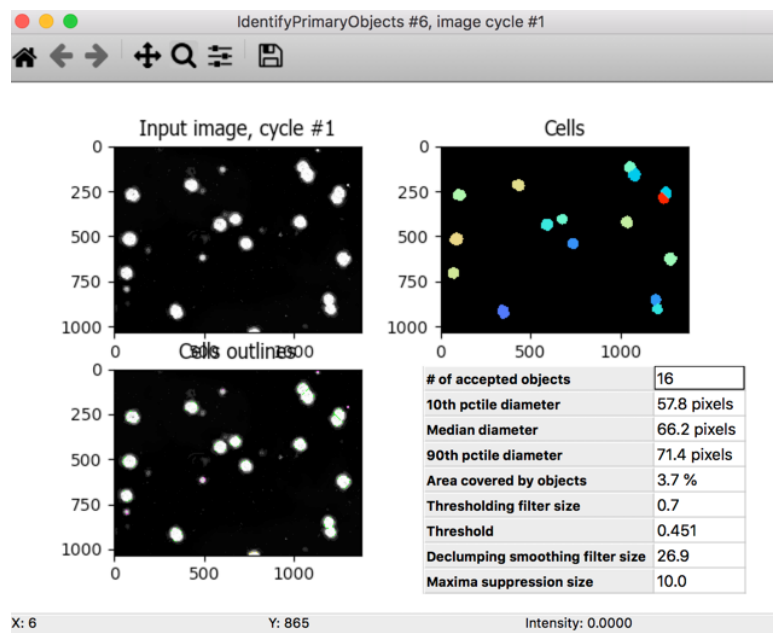 IdentifyPrimaryObjects #6, image cycle #1
Input image, cycle #1
0
250
500
750
1000
0
500
1000
Cells
0
250
500
750
1000
0
500
1000
Cells outlines
0
250
500
750
1000
0
500
1000
# of accepted objects 16
10th pctile diameter 57.8 pixels
Median diameter 66.2 pixels
90th pctile diameter 71.4 pixels
Area covered by objects 3.7 %
Thresholding filter size 0.7
Threshold 0.451
Declumping smoothing filter size 26.9
Maxima suppression size 10.0
X: 6 Y: 865 Intensity: 0.0000